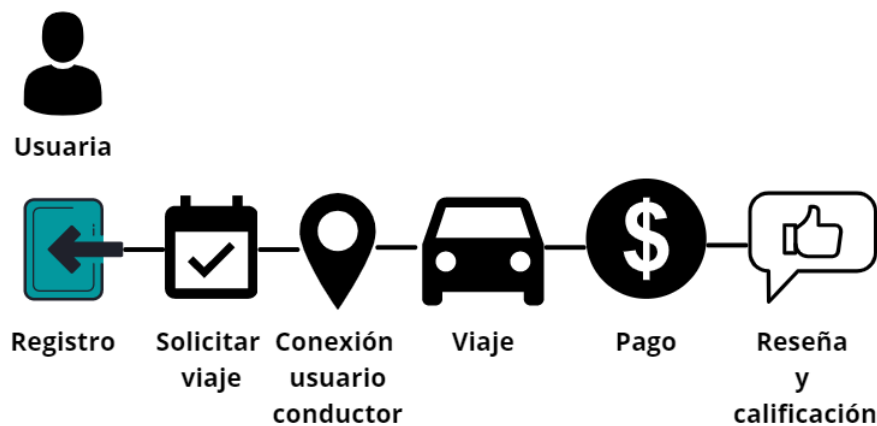 Usuaria
Registro
Solicitar
viaje
Conexión
usuario
conductor
Viaje
$
Pago
Reseña
y
calificación